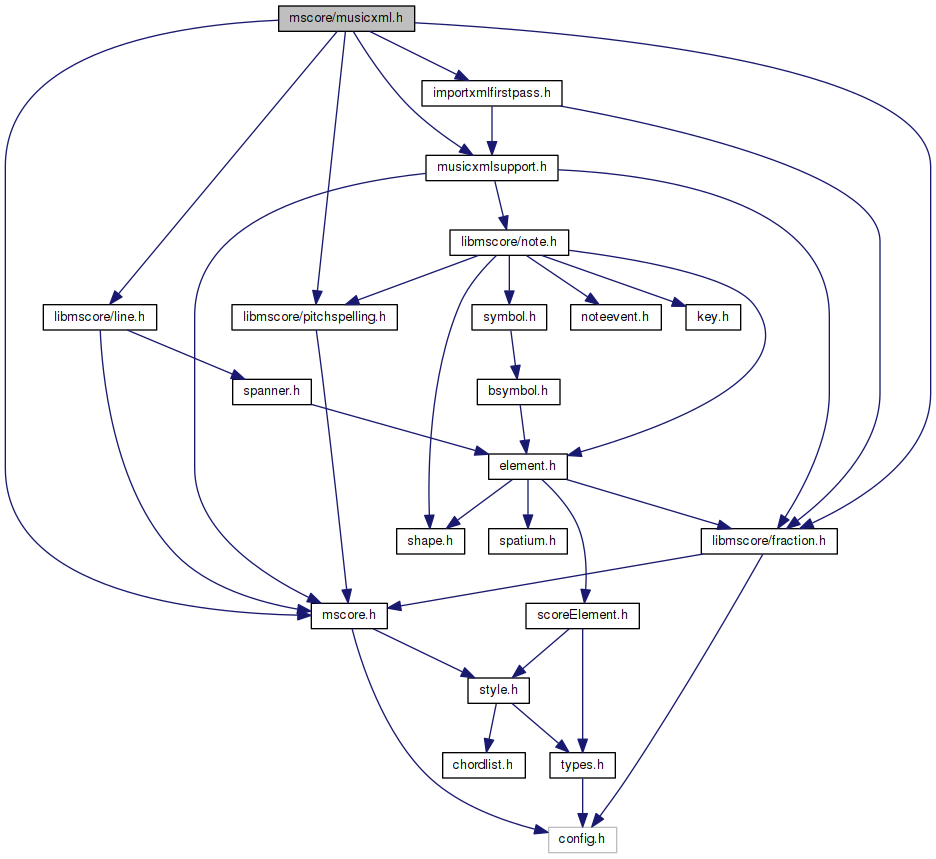 mscore/musicxml.h
importxmlfirstpass.h
musicxmlsupport.h
libmscore/note.h
libmscore/line.h
libmscore/pitchspelling.h
symbol.h
noteevent.h
key.h
spanner.h
bsymbol.h
element.h
shape.h
spatium.h
libmscore/fraction.h
mscore.h
scoreElement.h
style.h
chordlist.h
types.h
config.h